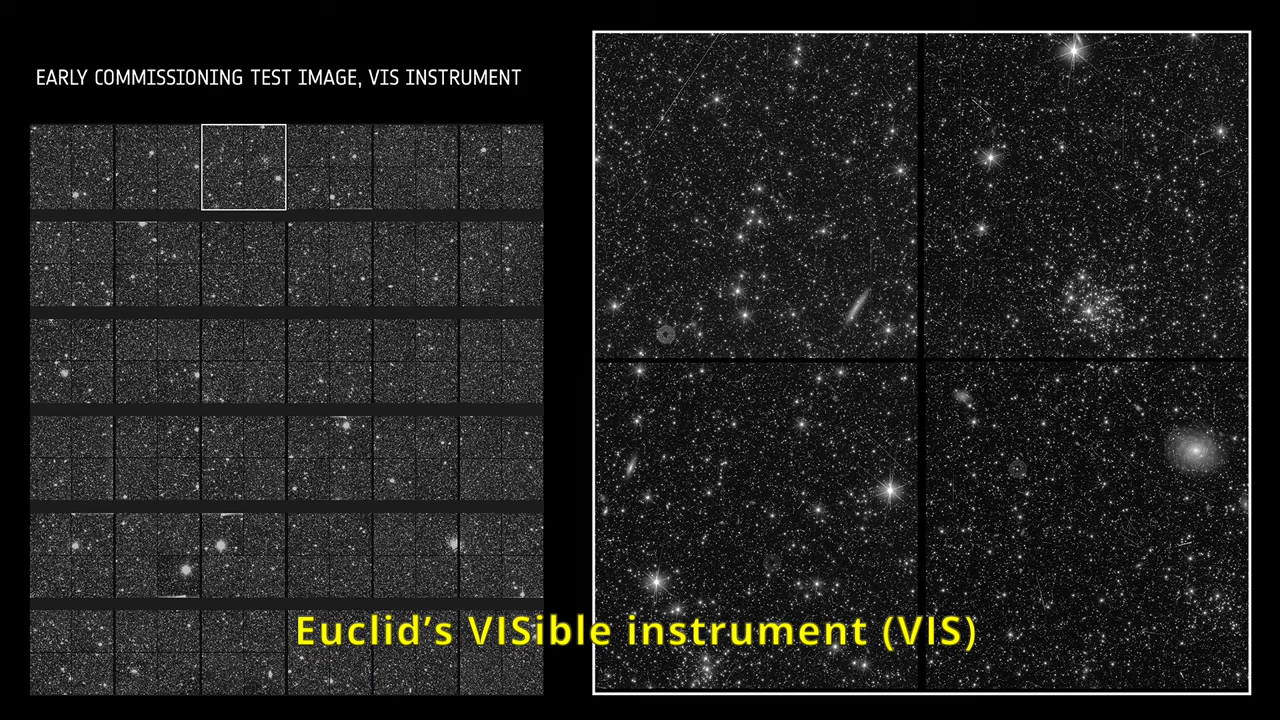 EARLY COMMISSIONING TEST IMAGE, VIS INSTRUMENT
Euclid’s VISible instrument (VIS)